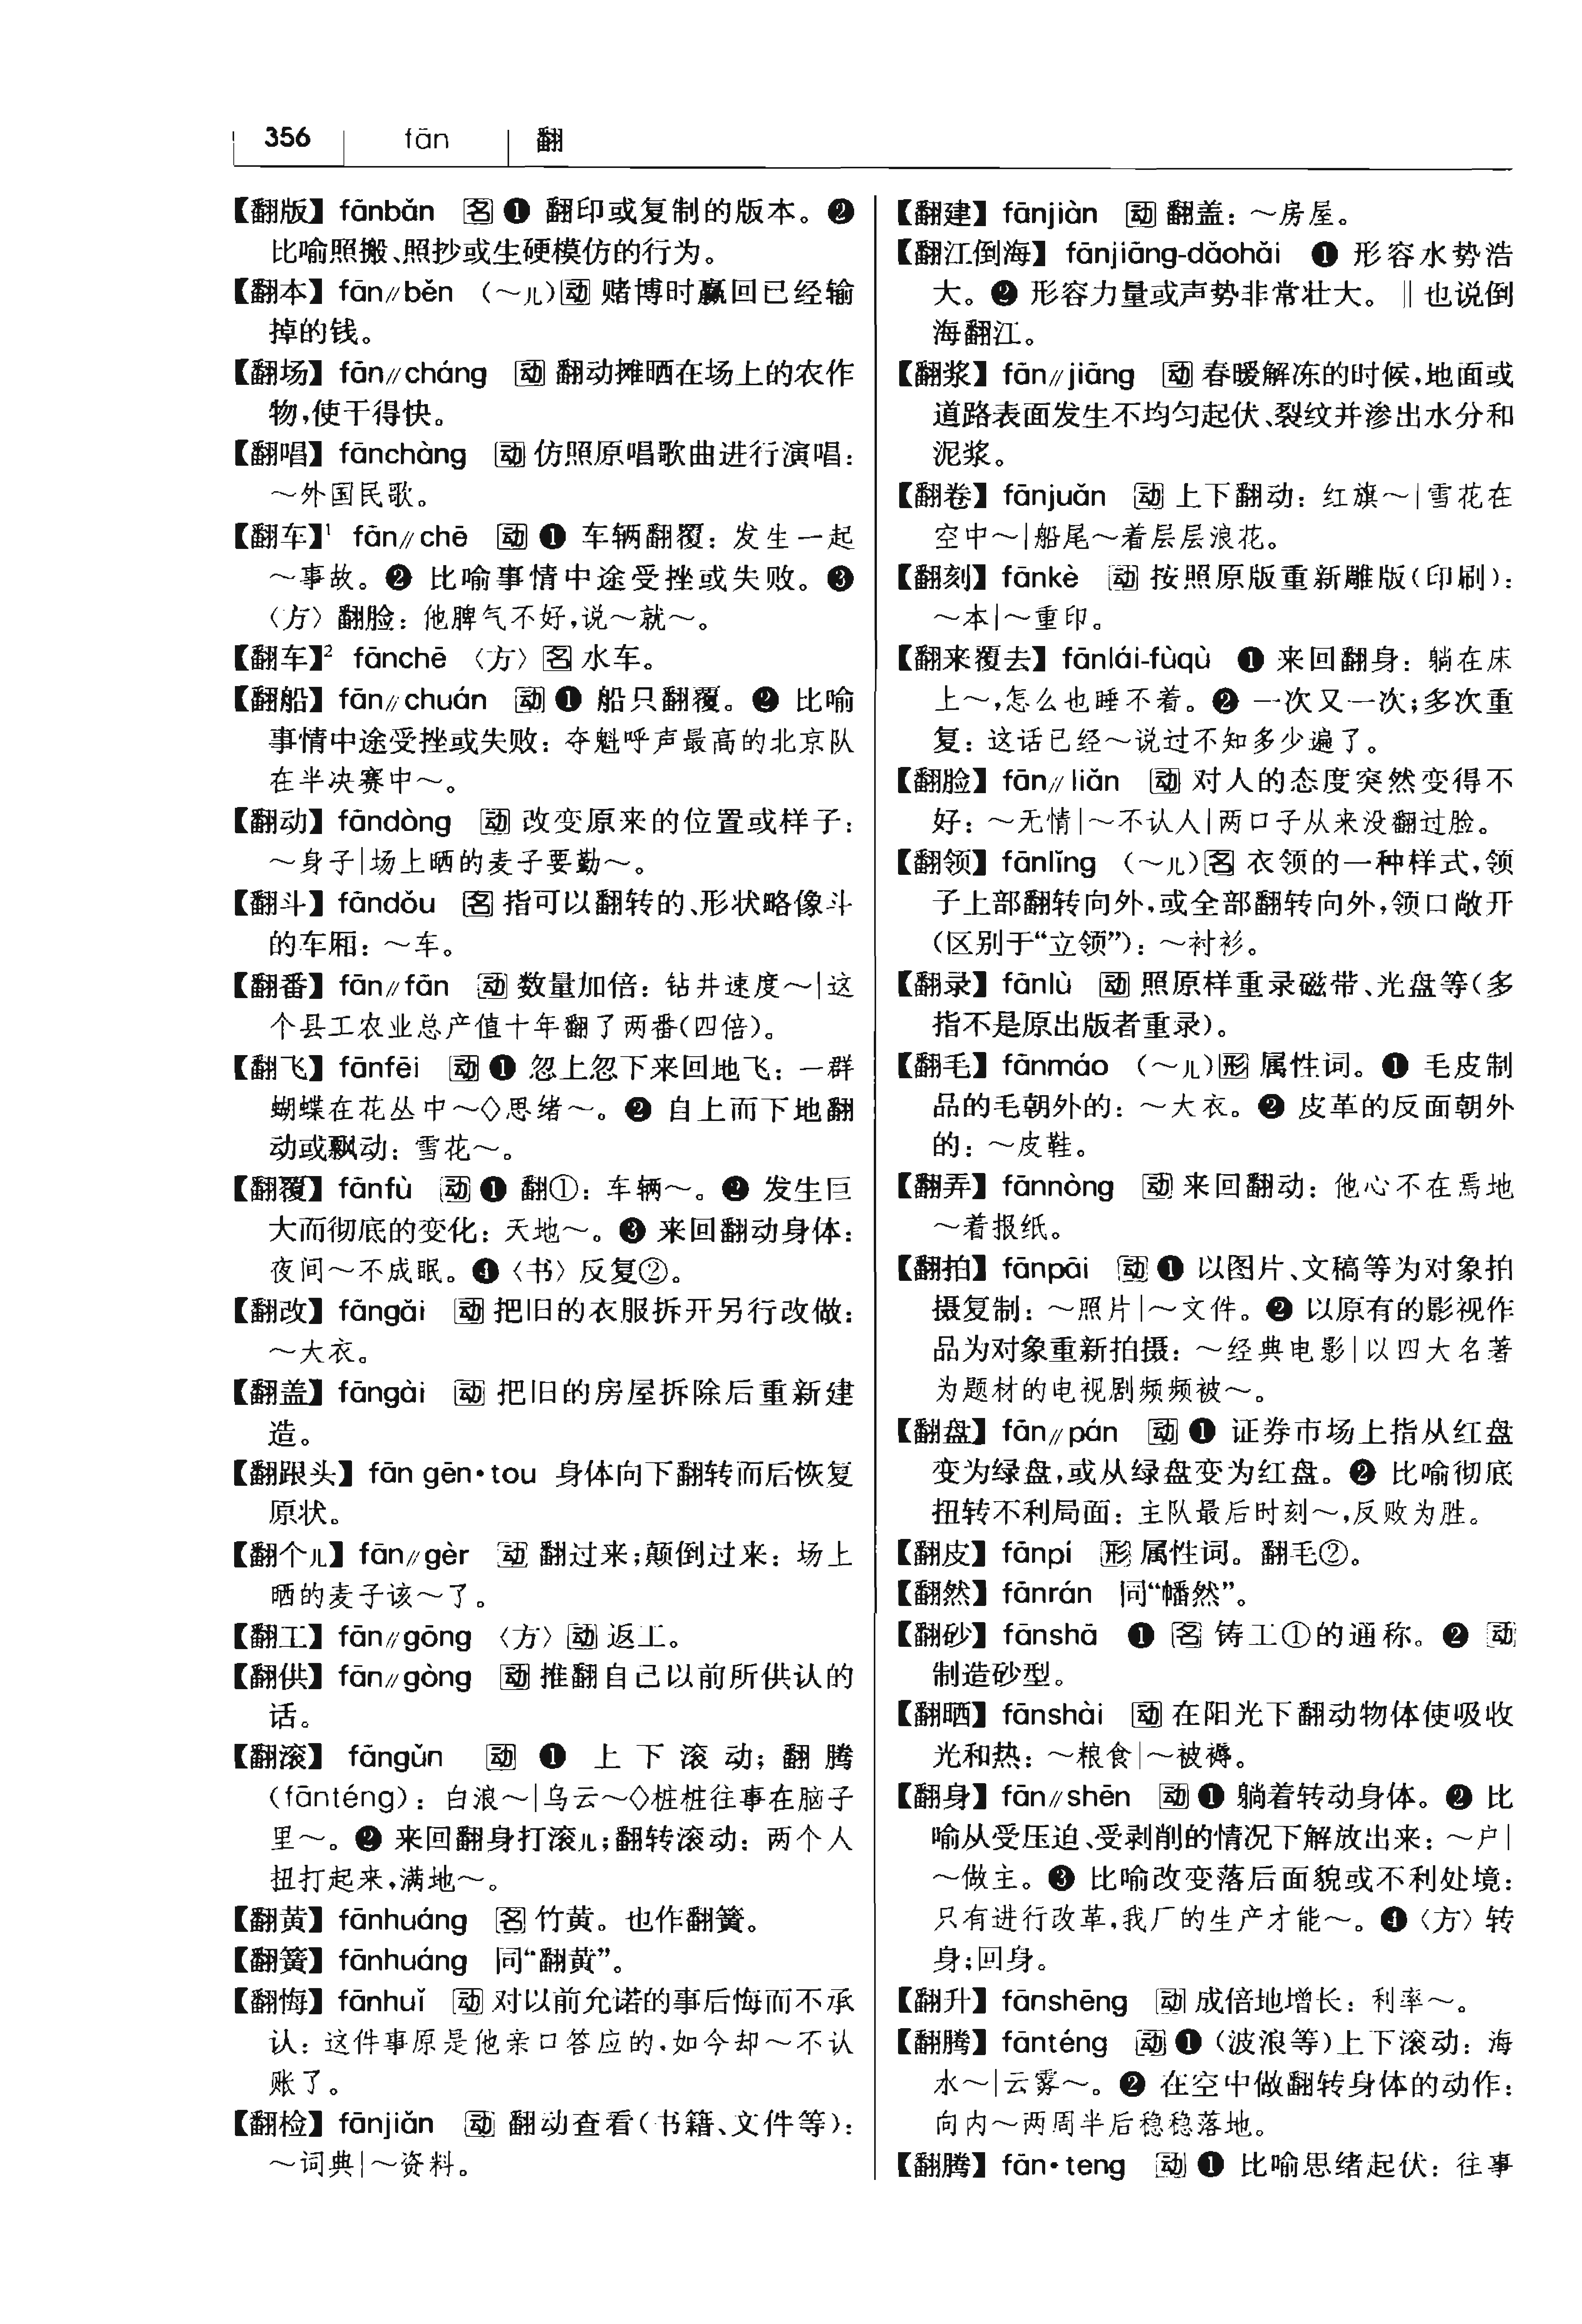 356 fān 翻
【翻版】 fānbǎn 名 ❶ 翻印或复制的版本。❷
比喻照搬、照抄或生硬模仿的行为。
【翻本】 fān//běn （～儿）动 赌博时赢回已经输
掉的钱。
【翻场】 fān//cháng 动 翻动摊晒在场上的农作
物，使干得快。
【翻唱】 fānchàng 动 仿照原唱歌曲进行演唱：
～外国民歌。
【翻车】¹ fān//chē 动 ❶ 车辆翻覆：发生一起
～事故。❷ 比喻事情中途受挫或失败。❸
〈方〉翻脸：他脾气不好，说～就～。
【翻车】² fānchē 〈方〉名 水车。
【翻船】 fān//chuán 动 ❶ 船只翻覆。❷ 比喻
事情中途受挫或失败：夺魁呼声最高的北京队
在半决赛中～。
【翻动】 fāndòng 动 改变原来的位置或样子：
～身子|场上晒的麦子要勤～。
【翻斗】 fāndǒu 名 指可以翻转的、形状略像斗
的车厢：～车。
【翻番】 fān//fān 动 数量加倍：钻井速度～|这
个县工农业总产值十年翻了两番（四倍）。
【翻飞】 fānfēi 动 ❶ 忽上忽下来回地飞：一群
蝴蝶在花丛中～◇思绪～。❷ 自上而下地翻
动或飘动：雪花～。
【翻覆】 fānfù 动 ❶ 翻①：车辆～。❷ 发生巨
大而彻底的变化：天地～。❸ 来回翻动身体：
夜间～不成眠。❹〈书〉反复②。
【翻改】 fāngǎi 动 把旧的衣服拆开另行改做：
～大衣。
【翻盖】 fāngài 动 把旧的房屋拆除后重新建
造。
【翻跟头】 fān gēn·tou 身体向下翻转而后恢复
原状。
【翻个儿】 fān//gèr 动 翻过来；颠倒过来：场上
晒的麦子该～了。
【翻工】 fān//gōng 〈方〉动 返工。
【翻供】 fān//gòng 动 推翻自己以前所供认的
话。
【翻滚】 fāngǔn 动 ❶ 上下滚动；翻腾
（fānténg）：白浪～|乌云～◇桩桩往事在脑子
里～。❷ 来回翻身打滚儿；翻转滚动：两个人
扭打起来，满地～。
【翻黄】 fānhuáng 名 竹黄。也作翻簧。
【翻簧】 fānhuáng 同“翻黄”。
【翻悔】 fānhuǐ 动 对以前允诺的事后悔而不承
认：这件事原是他亲口答应的，如今却～不认
账了。
【翻检】 fānjiǎn 动 翻动查看（书籍、文件等）：
～词典|～资料。
【翻建】 fānjiàn 动 翻盖：～房屋。
【翻江倒海】 fānjiāng-dǎohǎi ❶ 形容水势浩
大。❷ 形容力量或声势非常壮大。‖也说倒
海翻江。
【翻浆】 fān//jiāng 动 春暖解冻的时候，地面或
道路表面发生不均匀起伏、裂纹并渗出水分和
泥浆。
【翻卷】 fānjuǎn 动 上下翻动：红旗～|雪花在
空中～|船尾～着层层浪花。
【翻刻】 fānkè 动 按照原版重新雕版（印刷）：
～本|～重印。
【翻来覆去】 fānlái-fùqù ❶ 来回翻身：躺在床
上～，怎么也睡不着。❷ 一次又一次；多次重
复：这话已经～说过不知多少遍了。
【翻脸】 fān//liǎn 动 对人的态度突然变得不
好：～无情|～不认人|两口子从来没翻过脸。
【翻领】 fānlǐng （～儿）名 衣领的一种样式，领
子上部翻转向外，或全部翻转向外，领口敞开
（区别于“立领”）：～衬衫。
【翻录】 fānlù 动 照原样重录磁带、光盘等（多
指不是原出版者重录）。
【翻毛】 fānmáo （～儿）形 属性词。❶ 毛皮制
品的毛朝外的：～大衣。❷ 皮革的反面朝外
的：～皮鞋。
【翻弄】 fānnòng 动 来回翻动：他心不在焉地
～着报纸。
【翻拍】 fānpāi 动 ❶ 以图片、文稿等为对象拍
摄复制：～照片|～文件。❷ 以原有的影视作
品为对象重新拍摄：～经典电影|以四大名著
为题材的电视剧频频被～。
【翻盘】 fān//pán 动 ❶ 证券市场上指从红盘
变为绿盘，或从绿盘变为红盘。❷ 比喻彻底
扭转不利局面：主队最后时刻～，反败为胜。
【翻皮】 fānpí 形 属性词。翻毛②。
【翻然】 fānrán 同“幡然”。
【翻砂】 fānshā ❶ 名 铸工①的通称。❷ 动
制造砂型。
【翻晒】 fānshài 动 在阳光下翻动物体使吸收
光和热：～粮食|～被褥。
【翻身】 fān//shēn 动 ❶ 躺着转动身体。❷ 比
喻从受压迫、受剥削的情况下解放出来：～户|
～做主。❸ 比喻改变落后面貌或不利处境：
只有进行改革，我厂的生产才能～。❹〈方〉转
身；回身。
【翻升】 fānshēng 动 成倍地增长：利率～。
【翻腾】 fānténg 动 ❶（波浪等）上下滚动：海
水～|云雾～。❷ 在空中做翻转身体的动作：
向内～两周半后稳稳落地。
【翻腾】 fān·teng 动 ❶ 比喻思绪起伏：往事